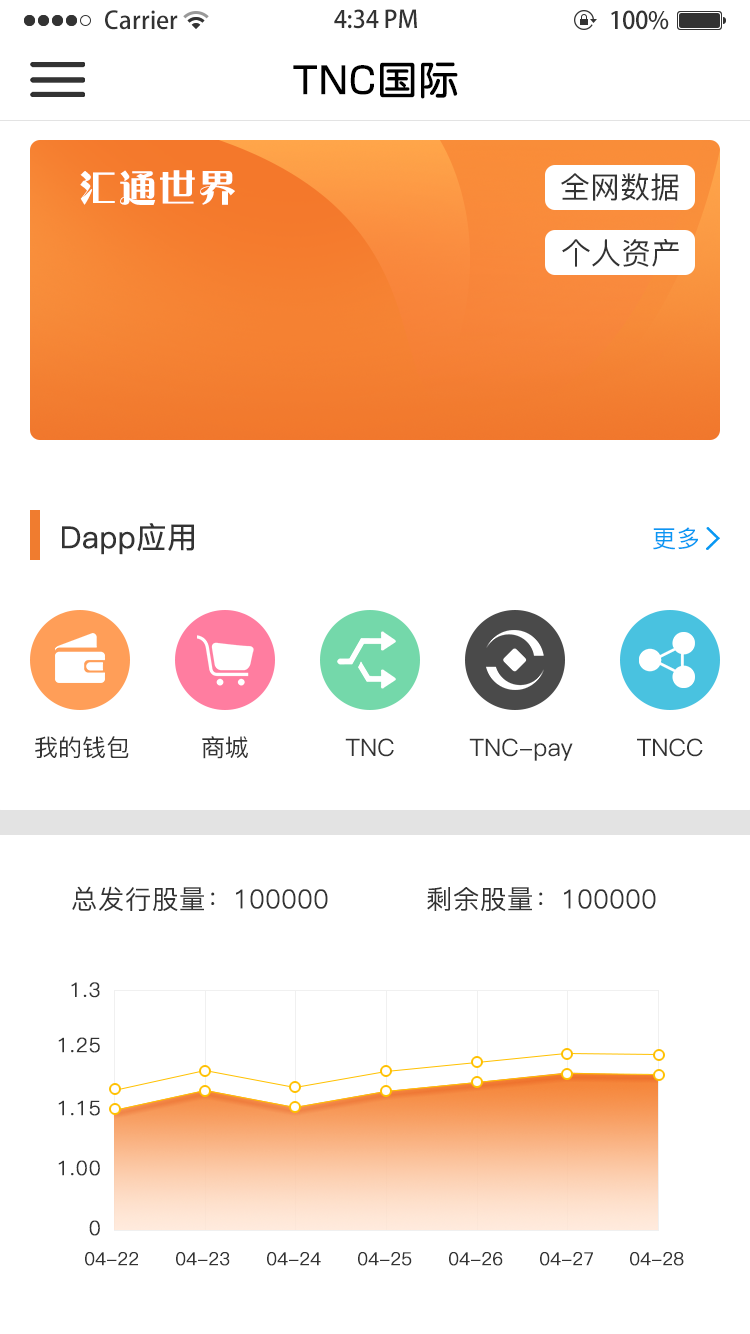 Carrier 4:34 PM 100%
TNC国际
汇通世界
全网数据
个人资产
Dapp应用 更多
我的钱包 商城 TNC TNC-pay TNCC
总发行股量：100000 剩余股量：100000
1.3
1.25
1.15
1.00
0
04-22 04-23 04-24 04-25 04-26 04-27 04-28